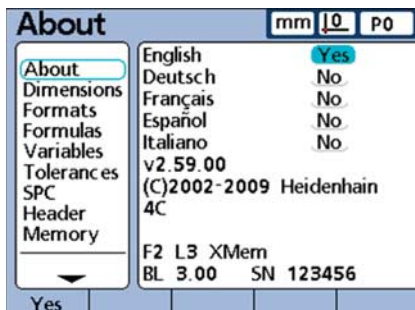 About
mm 0 P0
About
Dimensions
Formats
Formulas
Variables
Tolerances
SPC
Header
Memory
English Yes
Deutsch No
Français No
Español No
Italiano No
v2.59.00
(C)2002-2009 Heidenhain
4C
F2 L3 XMem
BL 3.00 SN 123456
Yes